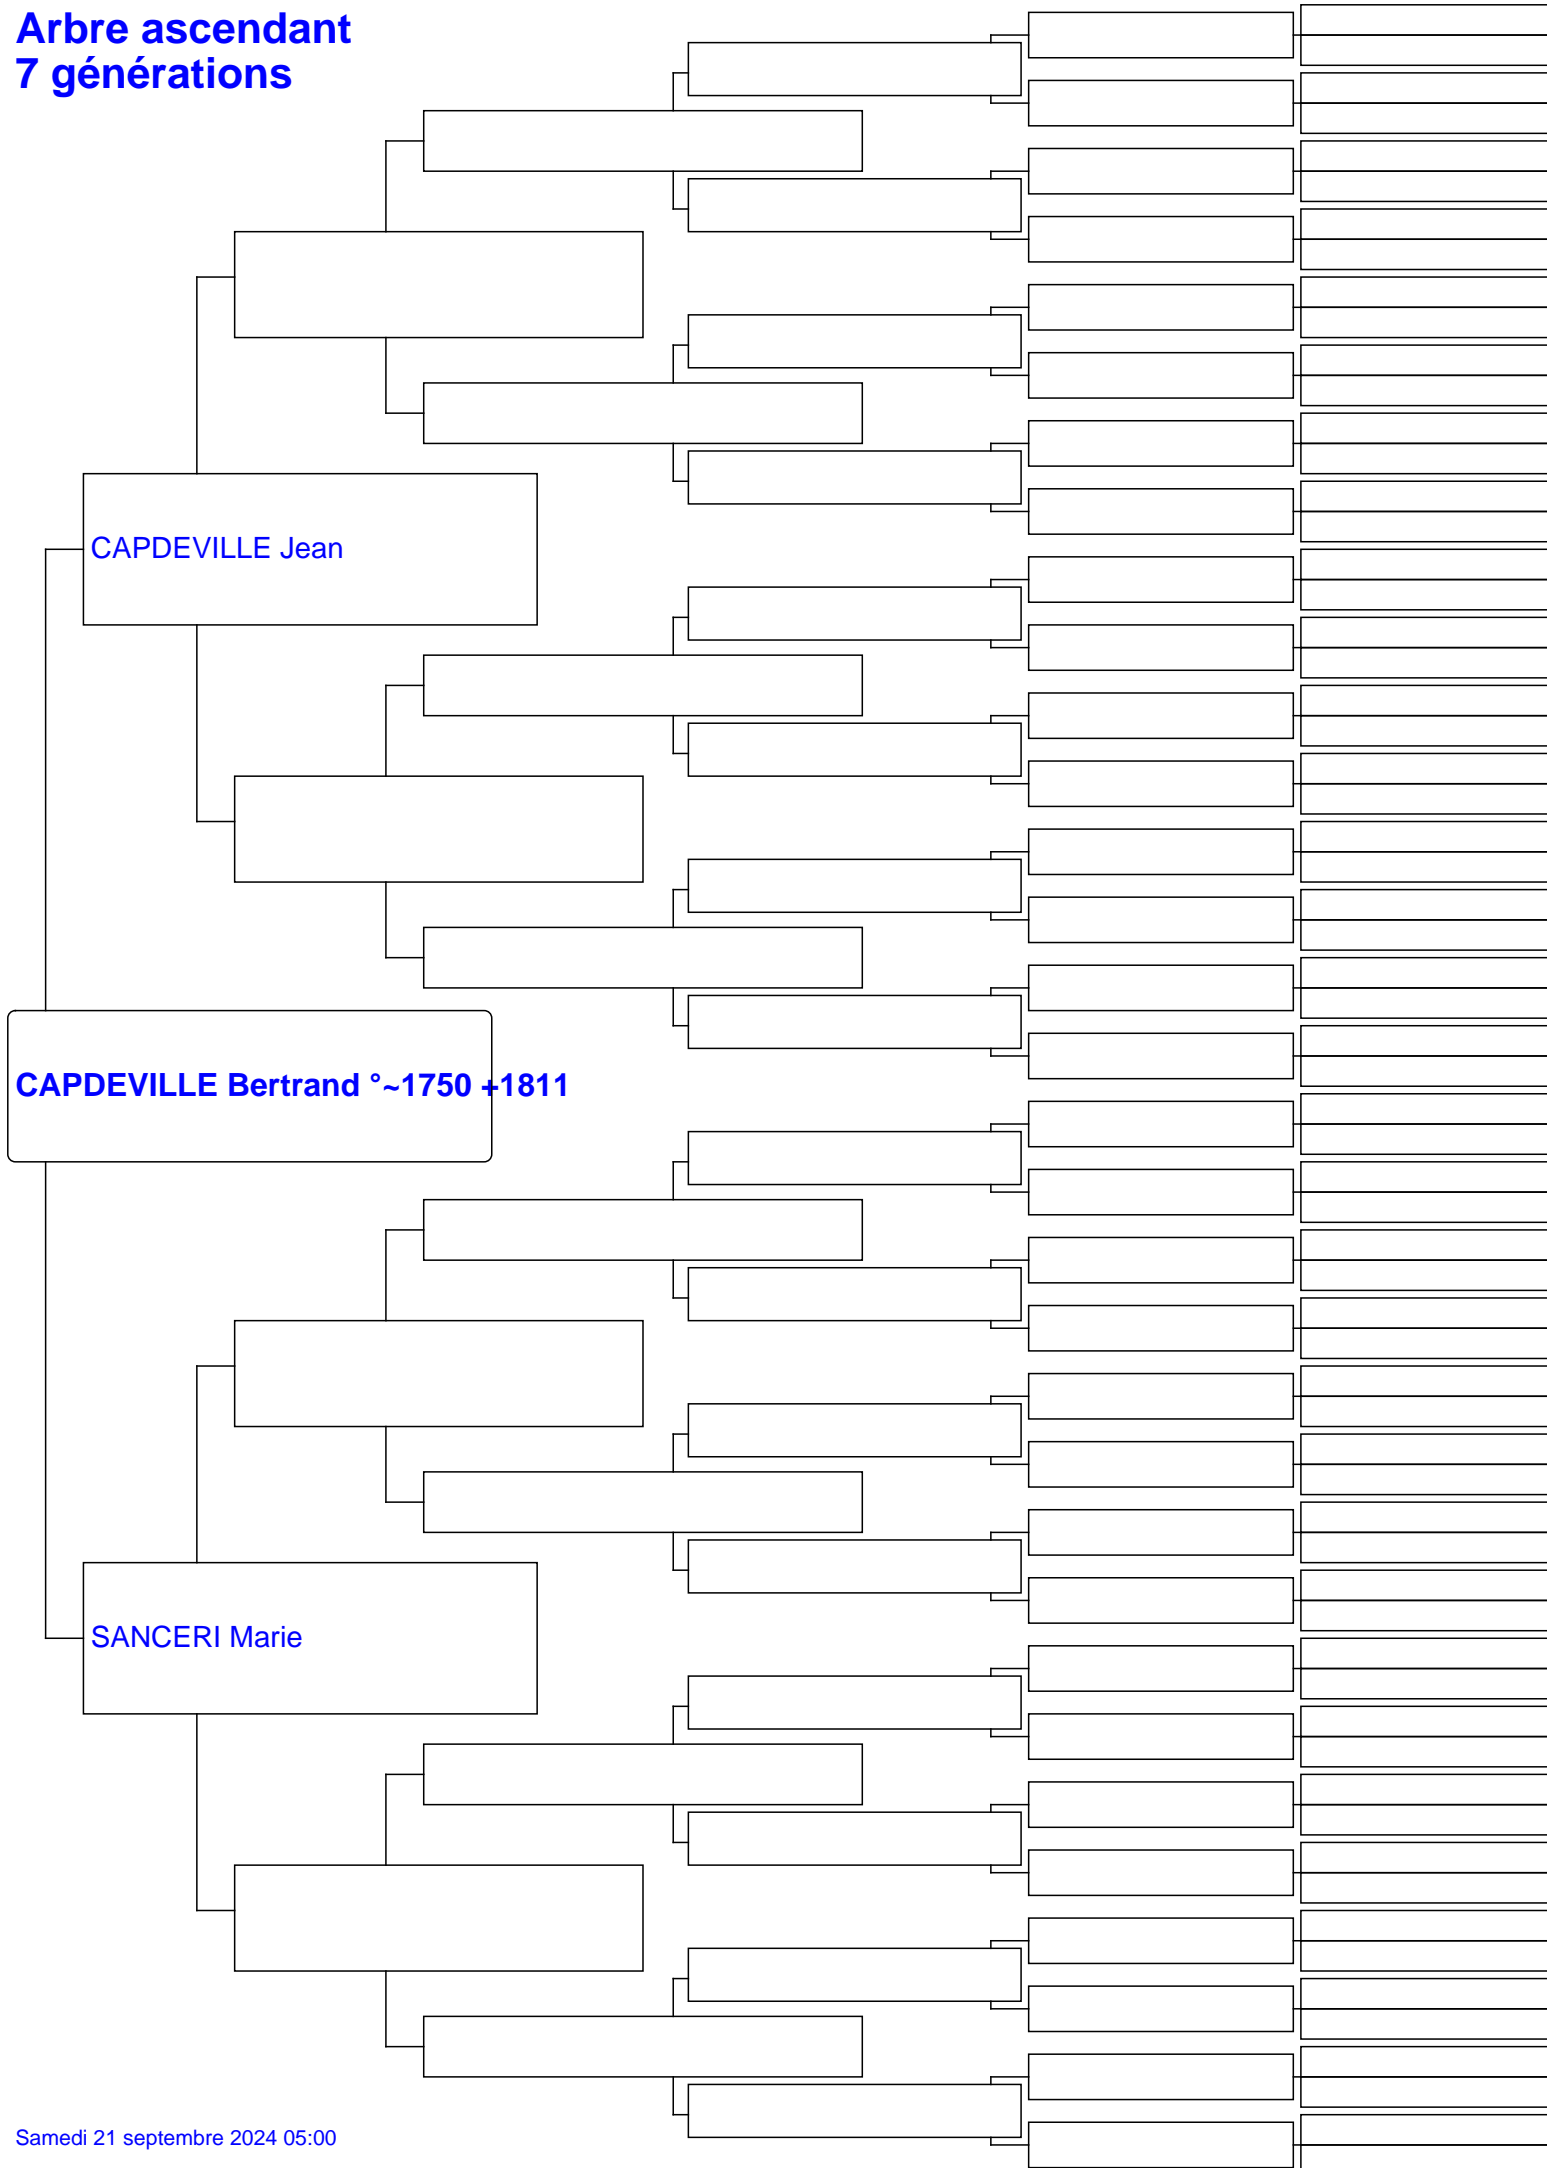 Arbre ascendant
7 générations
CAPDEVILLE Jean
CAPDEVILLE Bertrand °~1750 +1811
SANCERI Marie
Samedi 21 septembre 2024 05:00